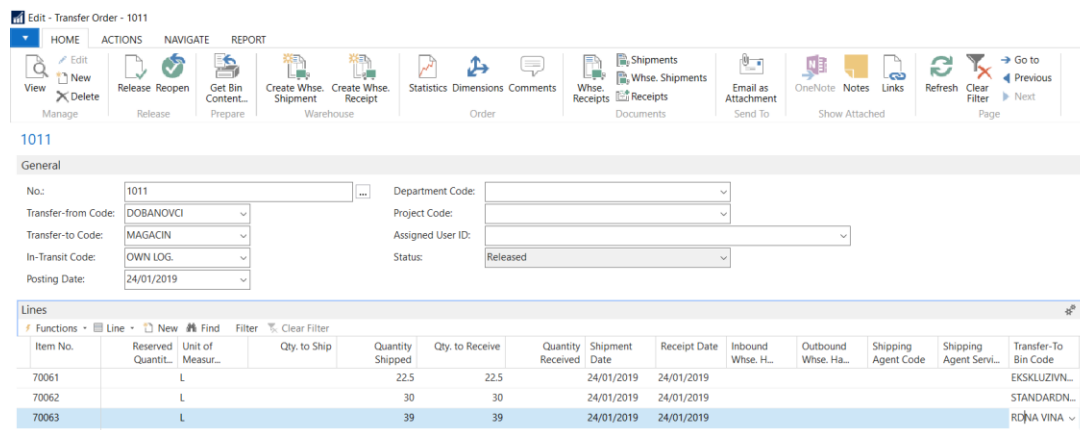 Edit - Transfer Order - 1011
HOME ACTIONS NAVIGATE REPORT
View
Edit
New
Delete
Manage
Release Reopen
Release
Get Bin
Content...
Prepare
Create Whse.
Shipment
Create Whse.
Receipt
Warehouse
Statistics Dimensions Comments
Order
Whse.
Receipts
Shipments
Whse. Shipments
Receipts
Documents
Email as
Attachment
Send To
OneNote Notes Links
Show Attached
Refresh
Clear
Filter
Go to
Previous
Next
Page
1011
General
No.: 1011 ...
Transfer-from Code: DOBANOVCI
Transfer-to Code: MAGACIN
In-Transit Code: OWN LOG.
Posting Date: 24/01/2019
Department Code:
Project Code:
Assigned User ID:
Status: Released
Lines
Functions Line New Find Filter Clear Filter
Item No. Reserved Quantit... Unit of Measur... Qty. to Ship Quantity Shipped Qty. to Receive Quantity Received Shipment Date Receipt Date Inbound Whse. H... Outbound Whse. Ha... Shipping Agent Code Shipping Agent Servi... Transfer-To Bin Code
70061 L 22.5 22.5 24/01/2019 24/01/2019 EKSKLUZIVN...
70062 L 30 30 24/01/2019 24/01/2019 STANDARDN...
70063 L 39 39 24/01/2019 24/01/2019 RDNA VINA